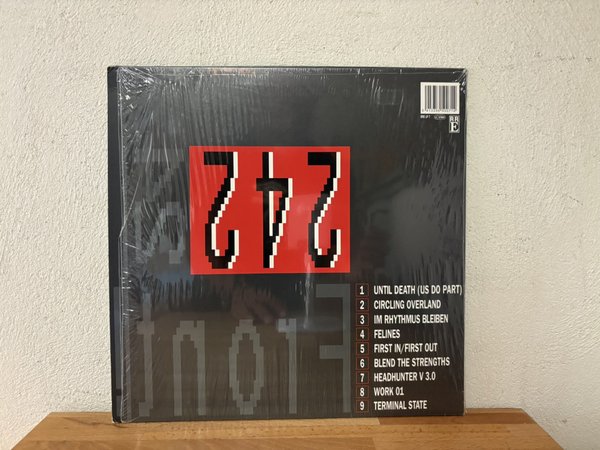 RRE
242
Front
1 UNTIL DEATH (US DO PART)
2 CIRCLING OVERLAND
3 IM RHYTHMUS BLEIBEN
4 FELINES
5 FIRST IN/FIRST OUT
6 BLEND THE STRENGTHS
7 HEADHUNTER V 3.0
8 WORK 01
9 TERMINAL STATE